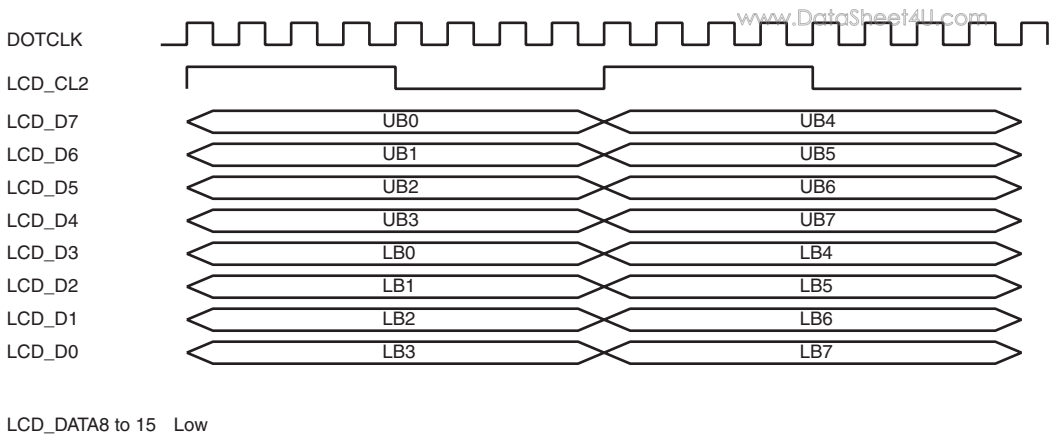 www.DataSheet4U.com
DOTCLK
LCD_CL2
LCD_D7 UB0 UB4
LCD_D6 UB1 UB5
LCD_D5 UB2 UB6
LCD_D4 UB3 UB7
LCD_D3 LB0 LB4
LCD_D2 LB1 LB5
LCD_D1 LB2 LB6
LCD_D0 LB3 LB7
LCD_DATA8 to 15 Low